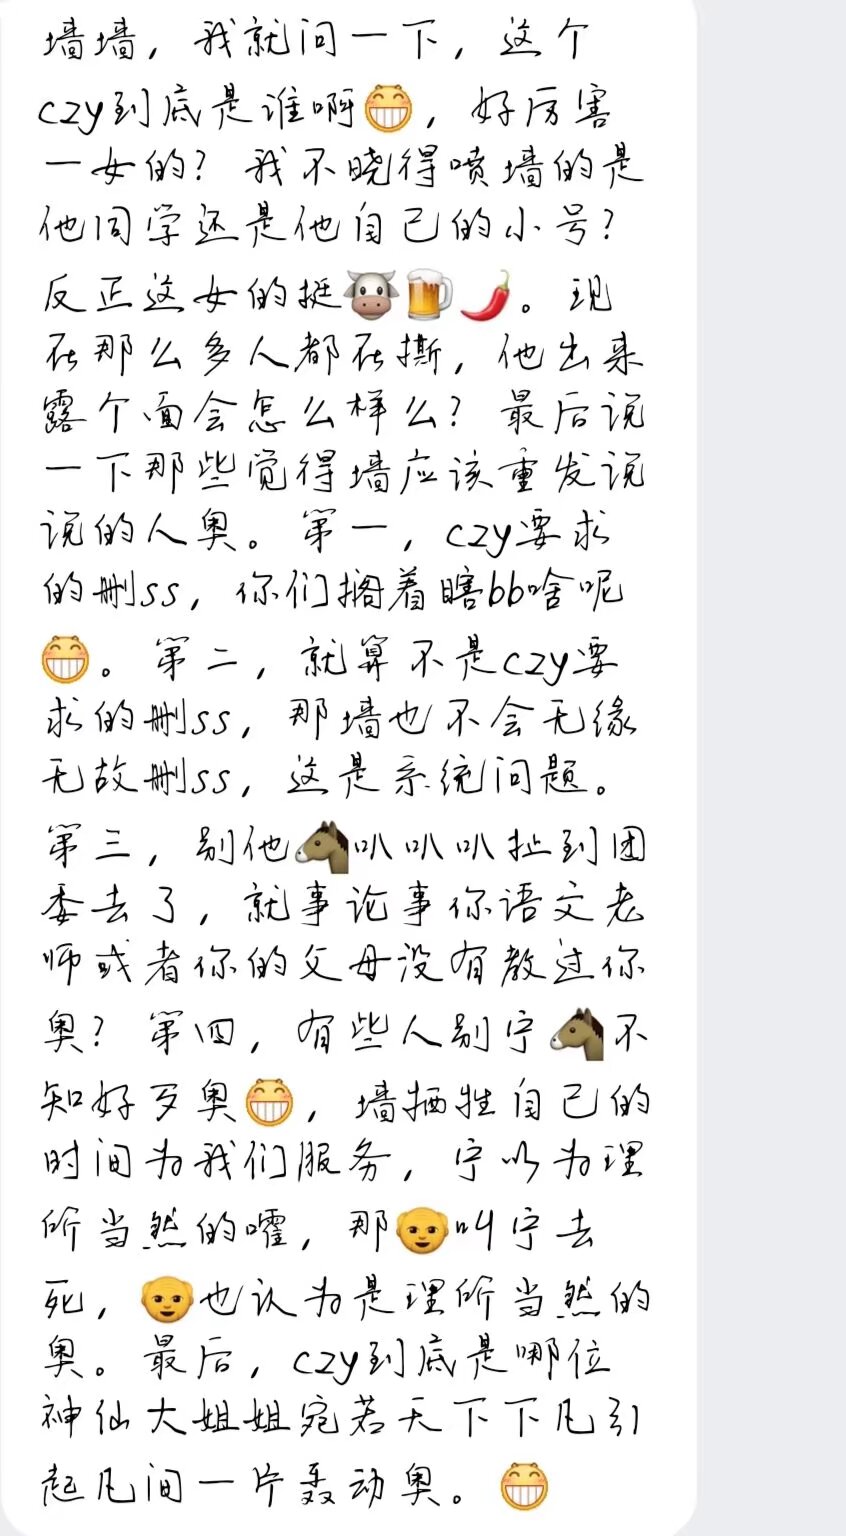 墙墙，我就问一下，这个
czy到底是谁啊😁，好厉害
一女的？我不晓得喷墙的是
他同学还是他自己的小号？
反正这女的挺🐮🍺🌶️。现
在那么多人都在撕，他出来
露个面会怎么样么？最后说
一下那些觉得墙应该重发说
说的人奥。第一，czy要求
的删ss，你们搁着瞎bb啥呢
😁。第二，就算不是czy要
求的删ss，那墙也不会无缘
无故删ss，这是系统问题。
第三，别他🐴叭叭叭扯到团
委去了，就事论事你语文老
师或者你的父母没有教过你
奥？第四，有些人别宁🐴不
知好歹奥😁，墙牺牲自己的
时间为我们服务，宁以为理
所当然的嚯，那👴叫宁去
死，👴也认为是理所当然的
奥。最后，czy到底是哪位
神仙大姐姐宛若天下下凡引
起凡间一片轰动奥。😁